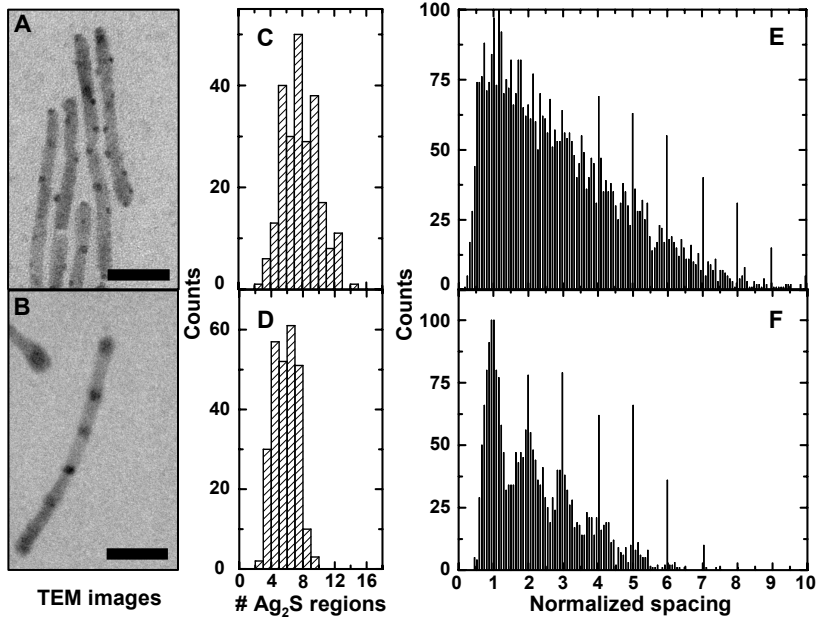 A
C
E
Counts
40
20
0
100
75
50
25
0
B
D
F
Counts
60
40
20
0
100
75
50
25
0
0 4 8 12 16
0 1 2 3 4 5 6 7 8 9 10
TEM images
# Ag₂S regions
Normalized spacing